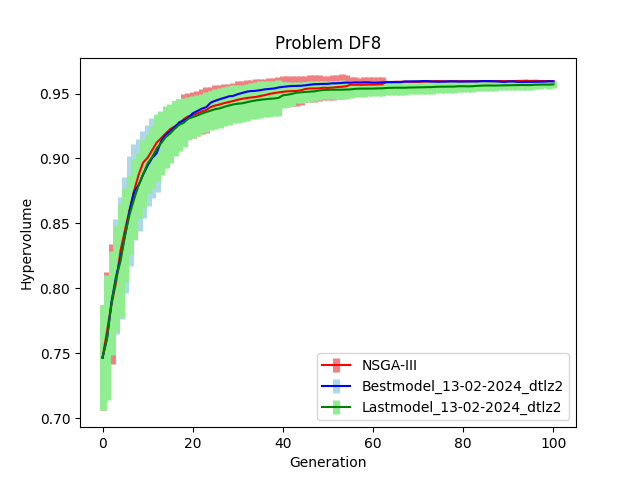 Problem DF8
Hypervolume
0.95
0.90
0.85
0.80
0.75
0.70
NSGA-III
Bestmodel_13-02-2024_dtlz2
Lastmodel_13-02-2024_dtlz2
0 20 40 60 80 100
Generation